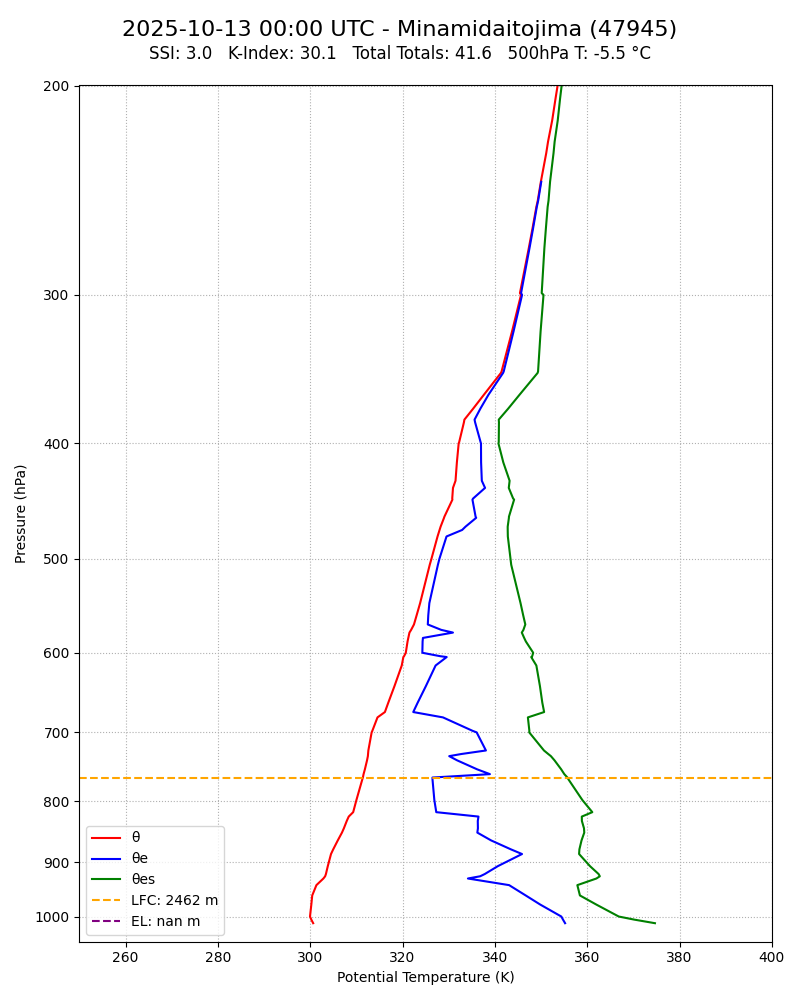 2025-10-13 00:00 UTC - Minamidaitojima (47945)
SSI: 3.0 K-Index: 30.1 Total Totals: 41.6 500hPa T: -5.5 °C
200
300
400
500
600
700
800
900
1000
Pressure (hPa)
θ
θe
θes
LFC: 2462 m
EL: nan m
260 280 300 320 340 360 380 400
Potential Temperature (K)